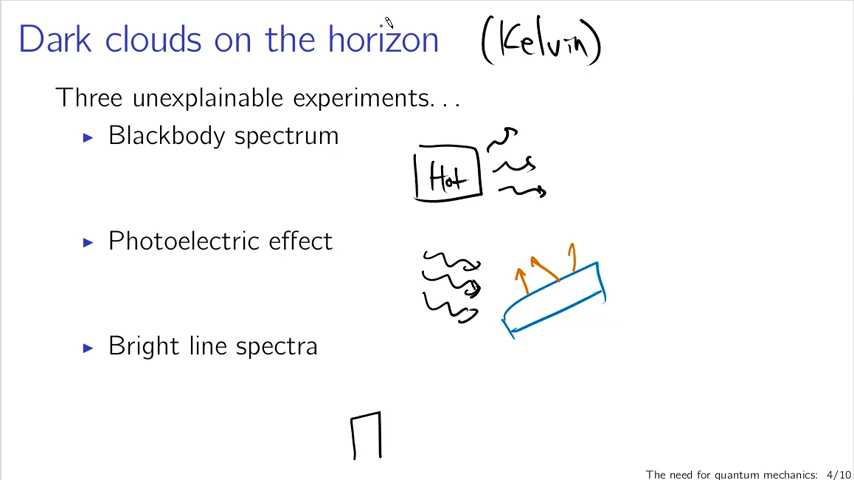 Dark clouds on the horizon (Kelvin)
Three unexplainable experiments...
▶ Blackbody spectrum
Hot
▶ Photoelectric effect
▶ Bright line spectra
The need for quantum mechanics: 4/10